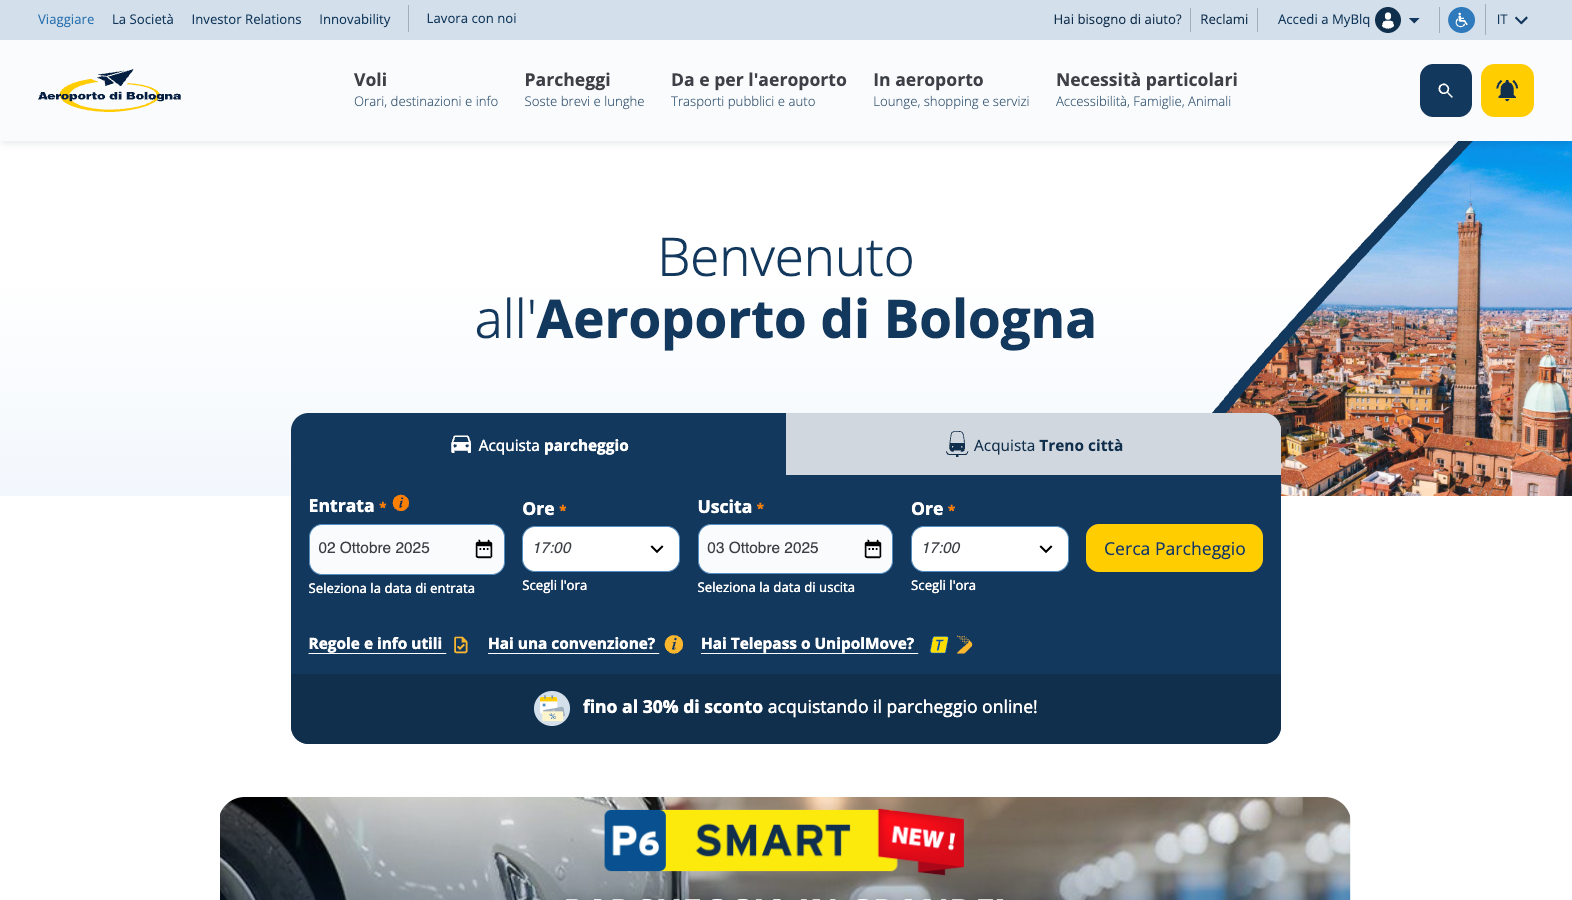 Viaggiare La Società Investor Relations Innovability Lavora con noi Hai bisogno di aiuto? Reclami Accedi a MyBlq IT
Aeroporto di Bologna
Voli Parcheggi Da e per l'aeroporto In aeroporto Necessità particolari
Orari, destinazioni e info Soste brevi e lunghe Trasporti pubblici e auto Lounge, shopping e servizi Accessibilità, Famiglie, Animali
Benvenuto
all'Aeroporto di Bologna
Acquista parcheggio Acquista Treno città
Entrata * i Ore * Uscita * Ore *
02 Ottobre 2025 17:00 03 Ottobre 2025 17:00 Cerca Parcheggio
Seleziona la data di entrata Scegli l'ora Seleziona la data di uscita Scegli l'ora
Regole e info utili Hai una convenzione? i Hai Telepass o UnipolMove? T
% fino al 30% di sconto acquistando il parcheggio online!
P6 SMART NEW !